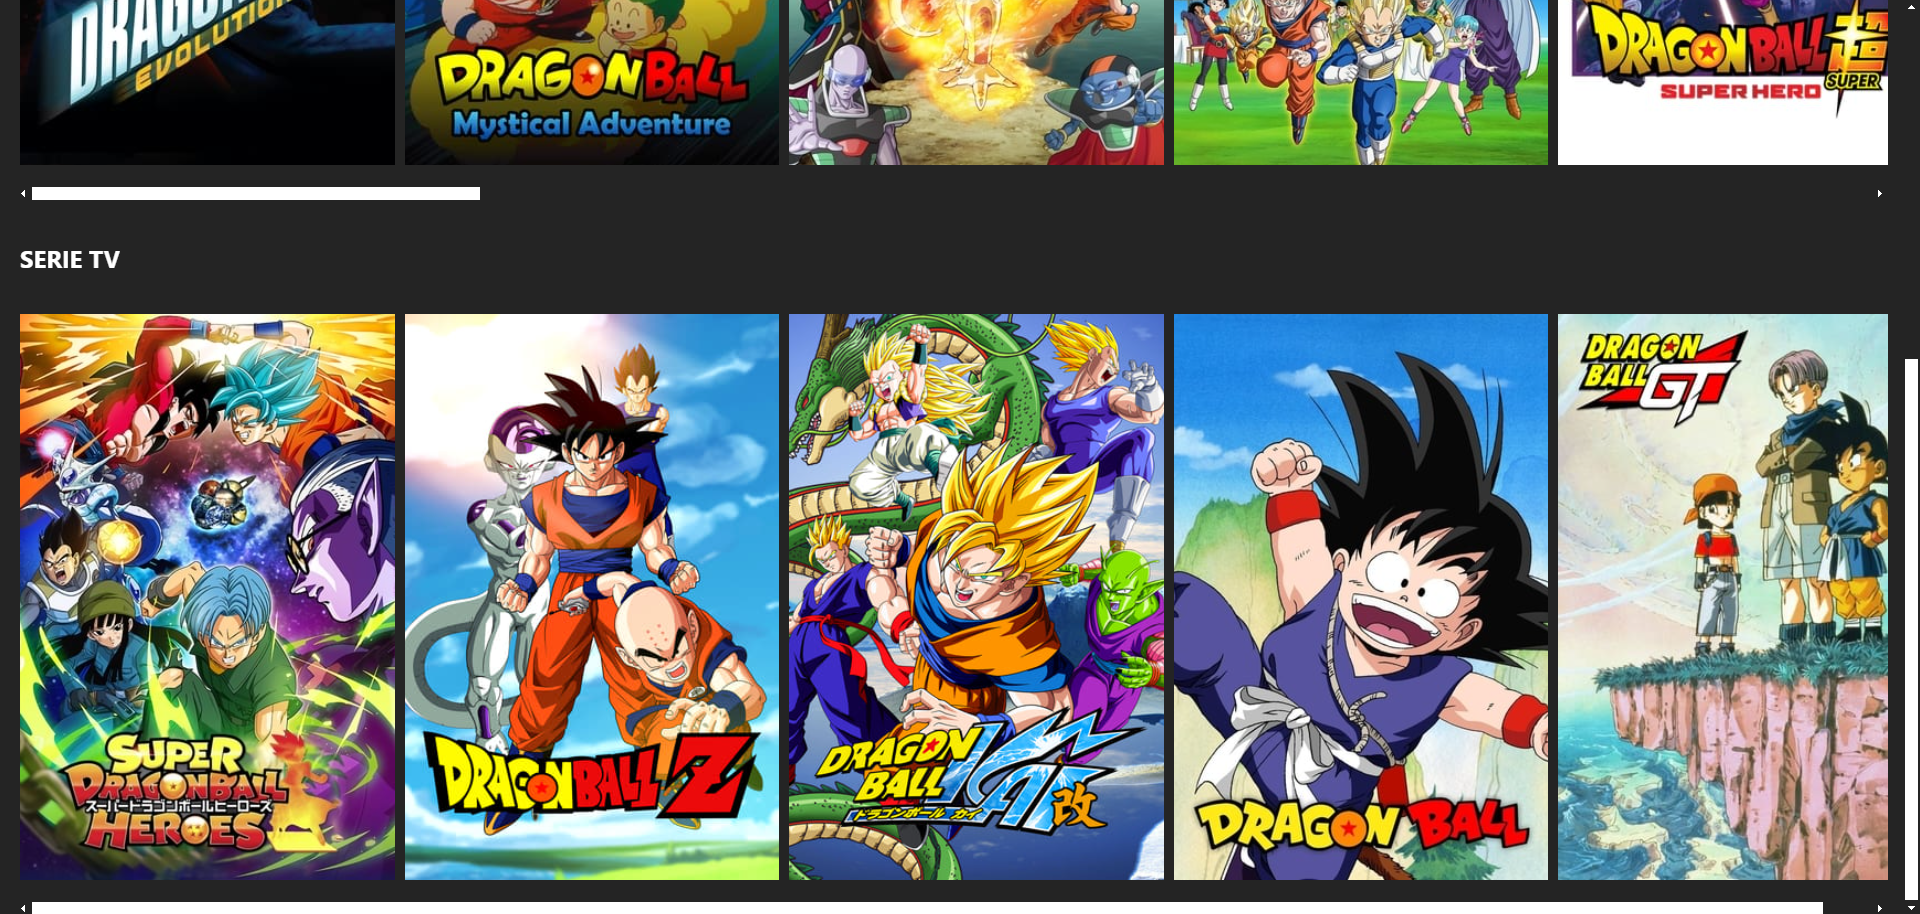 DRAGON
EVOLUTION
DRAGON BALL
Mystical Adventure
DRAGON BALL 超
SUPER
SUPER HERO
SERIE TV
SUPER
DRAGONBALL
スーパードラゴンボールヒーローズ
HEROES
DRAGON BALL Z
DRAGON
BALL KAI 改
ドラゴンボール カイ
DRAGON BALL
DRAGON
BALL GT